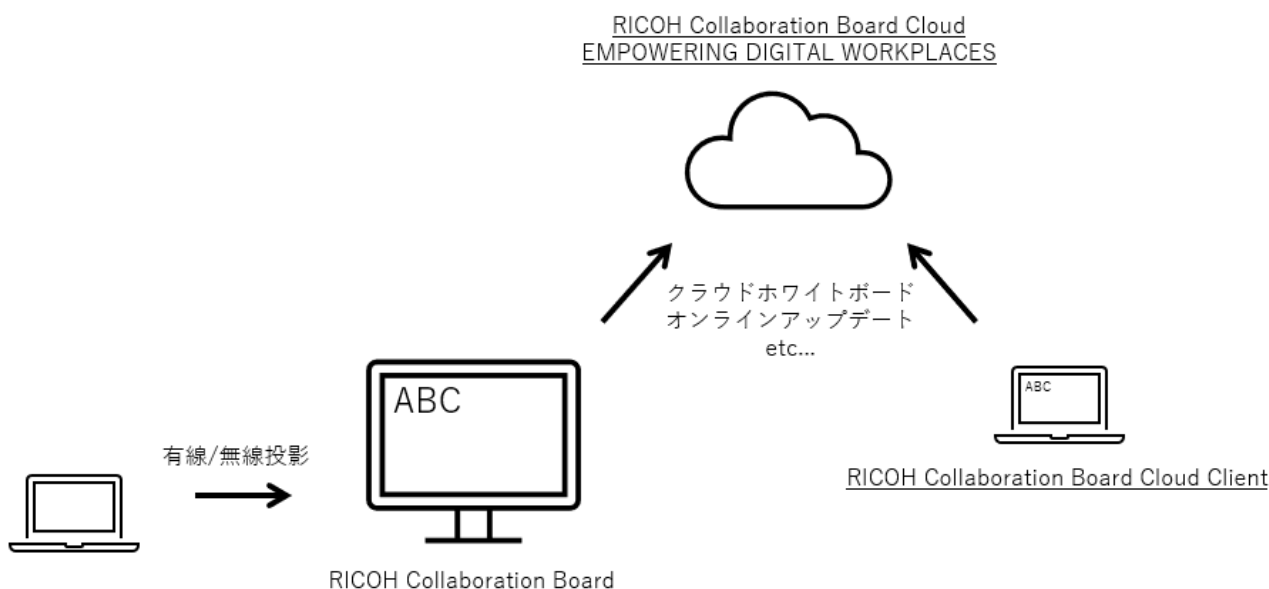 RICOH Collaboration Board Cloud
EMPOWERING DIGITAL WORKPLACES
クラウドホワイトボード
オンラインアップデート
etc...
ABC
ABC
有線/無線投影
RICOH Collaboration Board Cloud Client
RICOH Collaboration Board